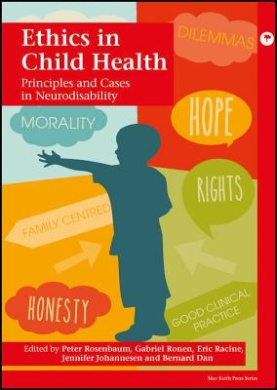 Ethics in
Child Health
Principles and Cases
in Neurodisability
DILEMMAS
MORALITY
HOPE
FAMILY CENTRED
RIGHTS
HONESTY
GOOD CLINICAL
PRACTICE
Edited by Peter Rosenbaum, Gabriel Ronen, Eric Racine,
Jennifer Johannesen and Bernard Dan
Mac Keith Press Series